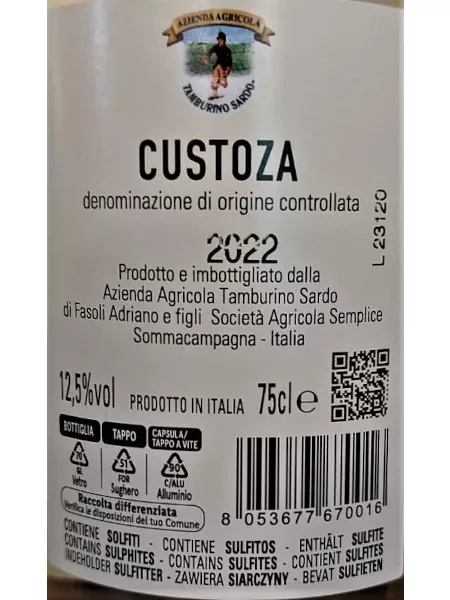 AZIENDA AGRICOLA
TAMBURINO SARDO
CUSTOZA
denominazione di origine controllata
L 23120
2022
Prodotto e imbottigliato dalla
Azienda Agricola Tamburino Sardo
di Fasoli Adriano e figli Società Agricola Semplice
Sommacampagna - Italia
12,5%vol PRODOTTO IN ITALIA 75cl e
BOTTIGLIA TAPPO CAPSULA/
TAPPO A VITE
70 51 90
GL FOR C/ALU
Vetro Sughero Alluminio
Raccolta differenziata
Verifica le disposizioni del tuo Comune
8 053677 670016
CONTIENE SOLFITI - CONTIENE SULFITOS - ENTHÄLT SULFITE
CONTAINS SULPHITES - CONTAINS SULFITES - CONTIENT SULFITES
INDEHOLDER SULFITTER - ZAWIERA SIARCZYNY - BEVAT SULFIETEN